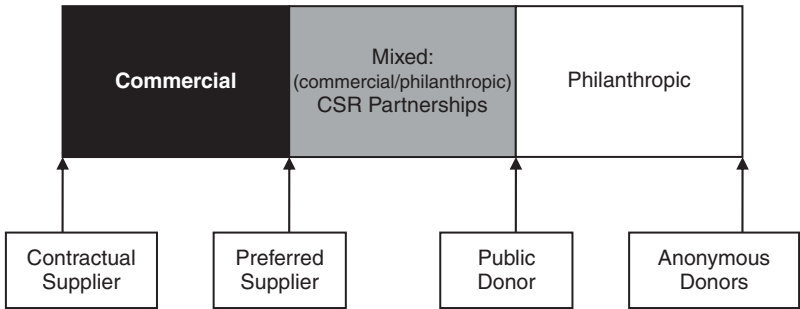 Commercial
Mixed:
(commercial/philanthropic)
CSR Partnerships
Philanthropic
Contractual
Supplier
Preferred
Supplier
Public
Donor
Anonymous
Donors